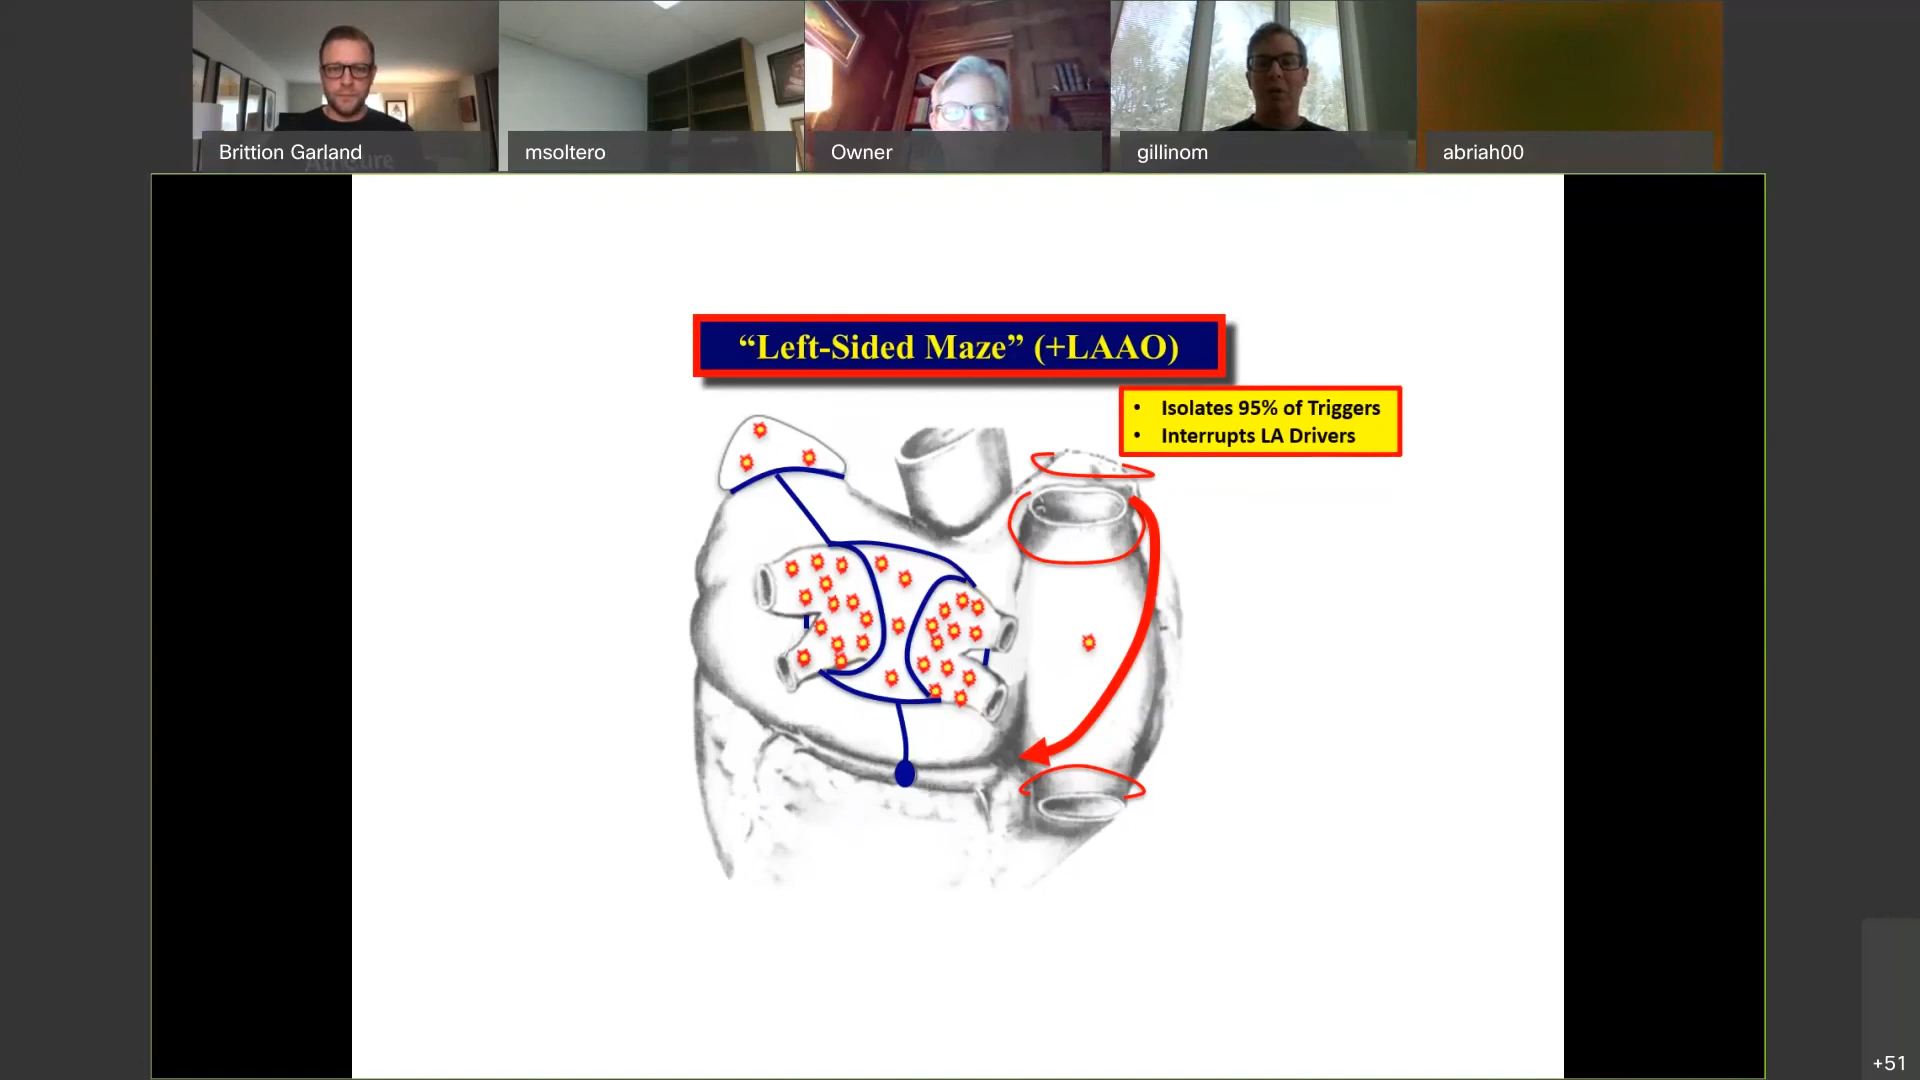 Brittion Garland
msoltero
Owner
gillinom
abriah00
“Left-Sided Maze” (+LAAO)
• Isolates 95% of Triggers
• Interrupts LA Drivers
+51